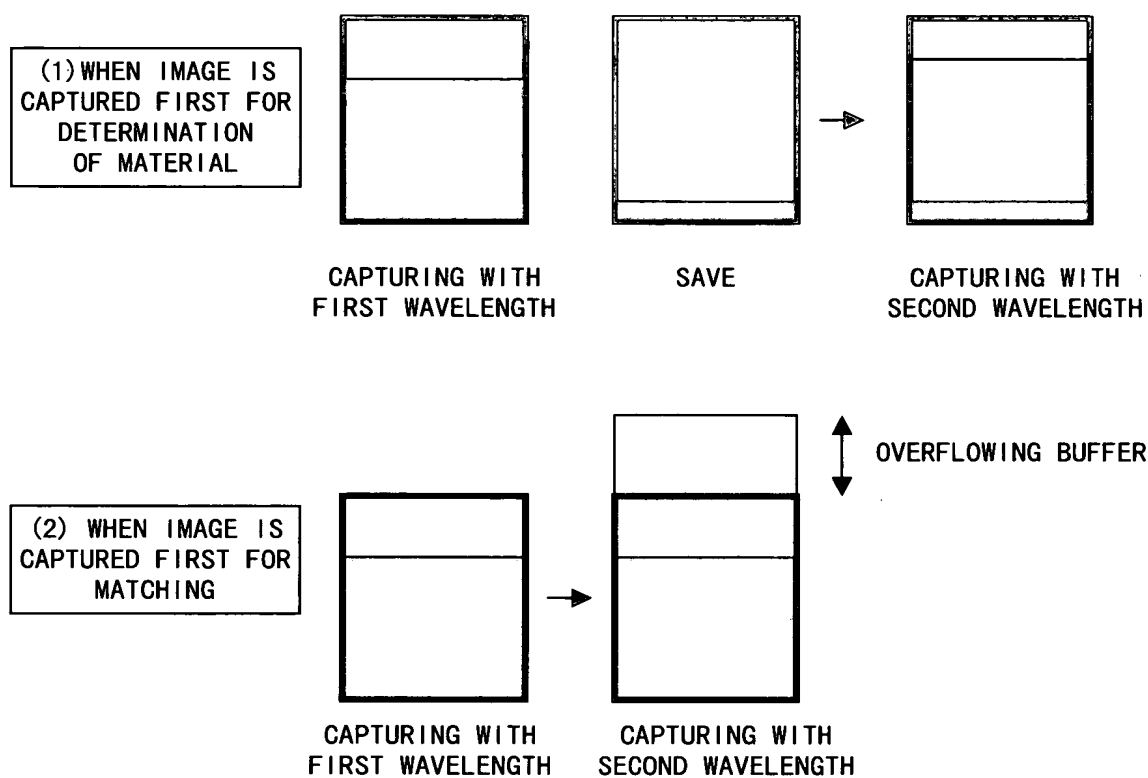 (1) WHEN IMAGE IS
CAPTURED FIRST FOR
DETERMINATION
OF MATERIAL
CAPTURING WITH
FIRST WAVELENGTH
SAVE
CAPTURING WITH
SECOND WAVELENGTH
OVERFLOWING BUFFER
(2) WHEN IMAGE IS
CAPTURED FIRST FOR
MATCHING
CAPTURING WITH
FIRST WAVELENGTH
CAPTURING WITH
SECOND WAVELENGTH